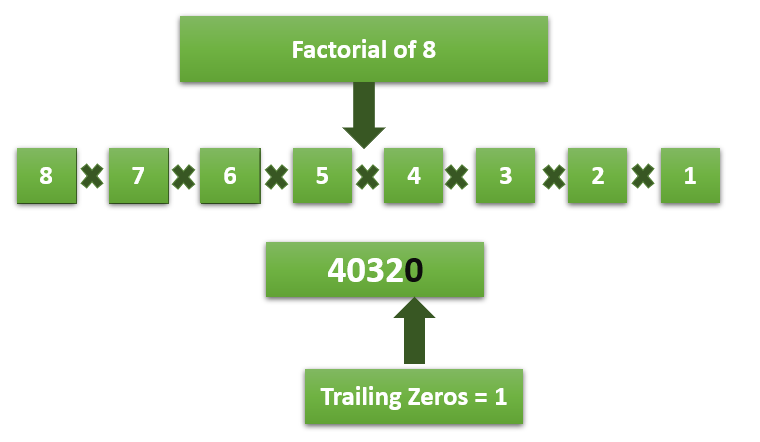 Factorial of 8
8 × 7 × 6 × 5 × 4 × 3 × 2 × 1
40320
Trailing Zeros = 1